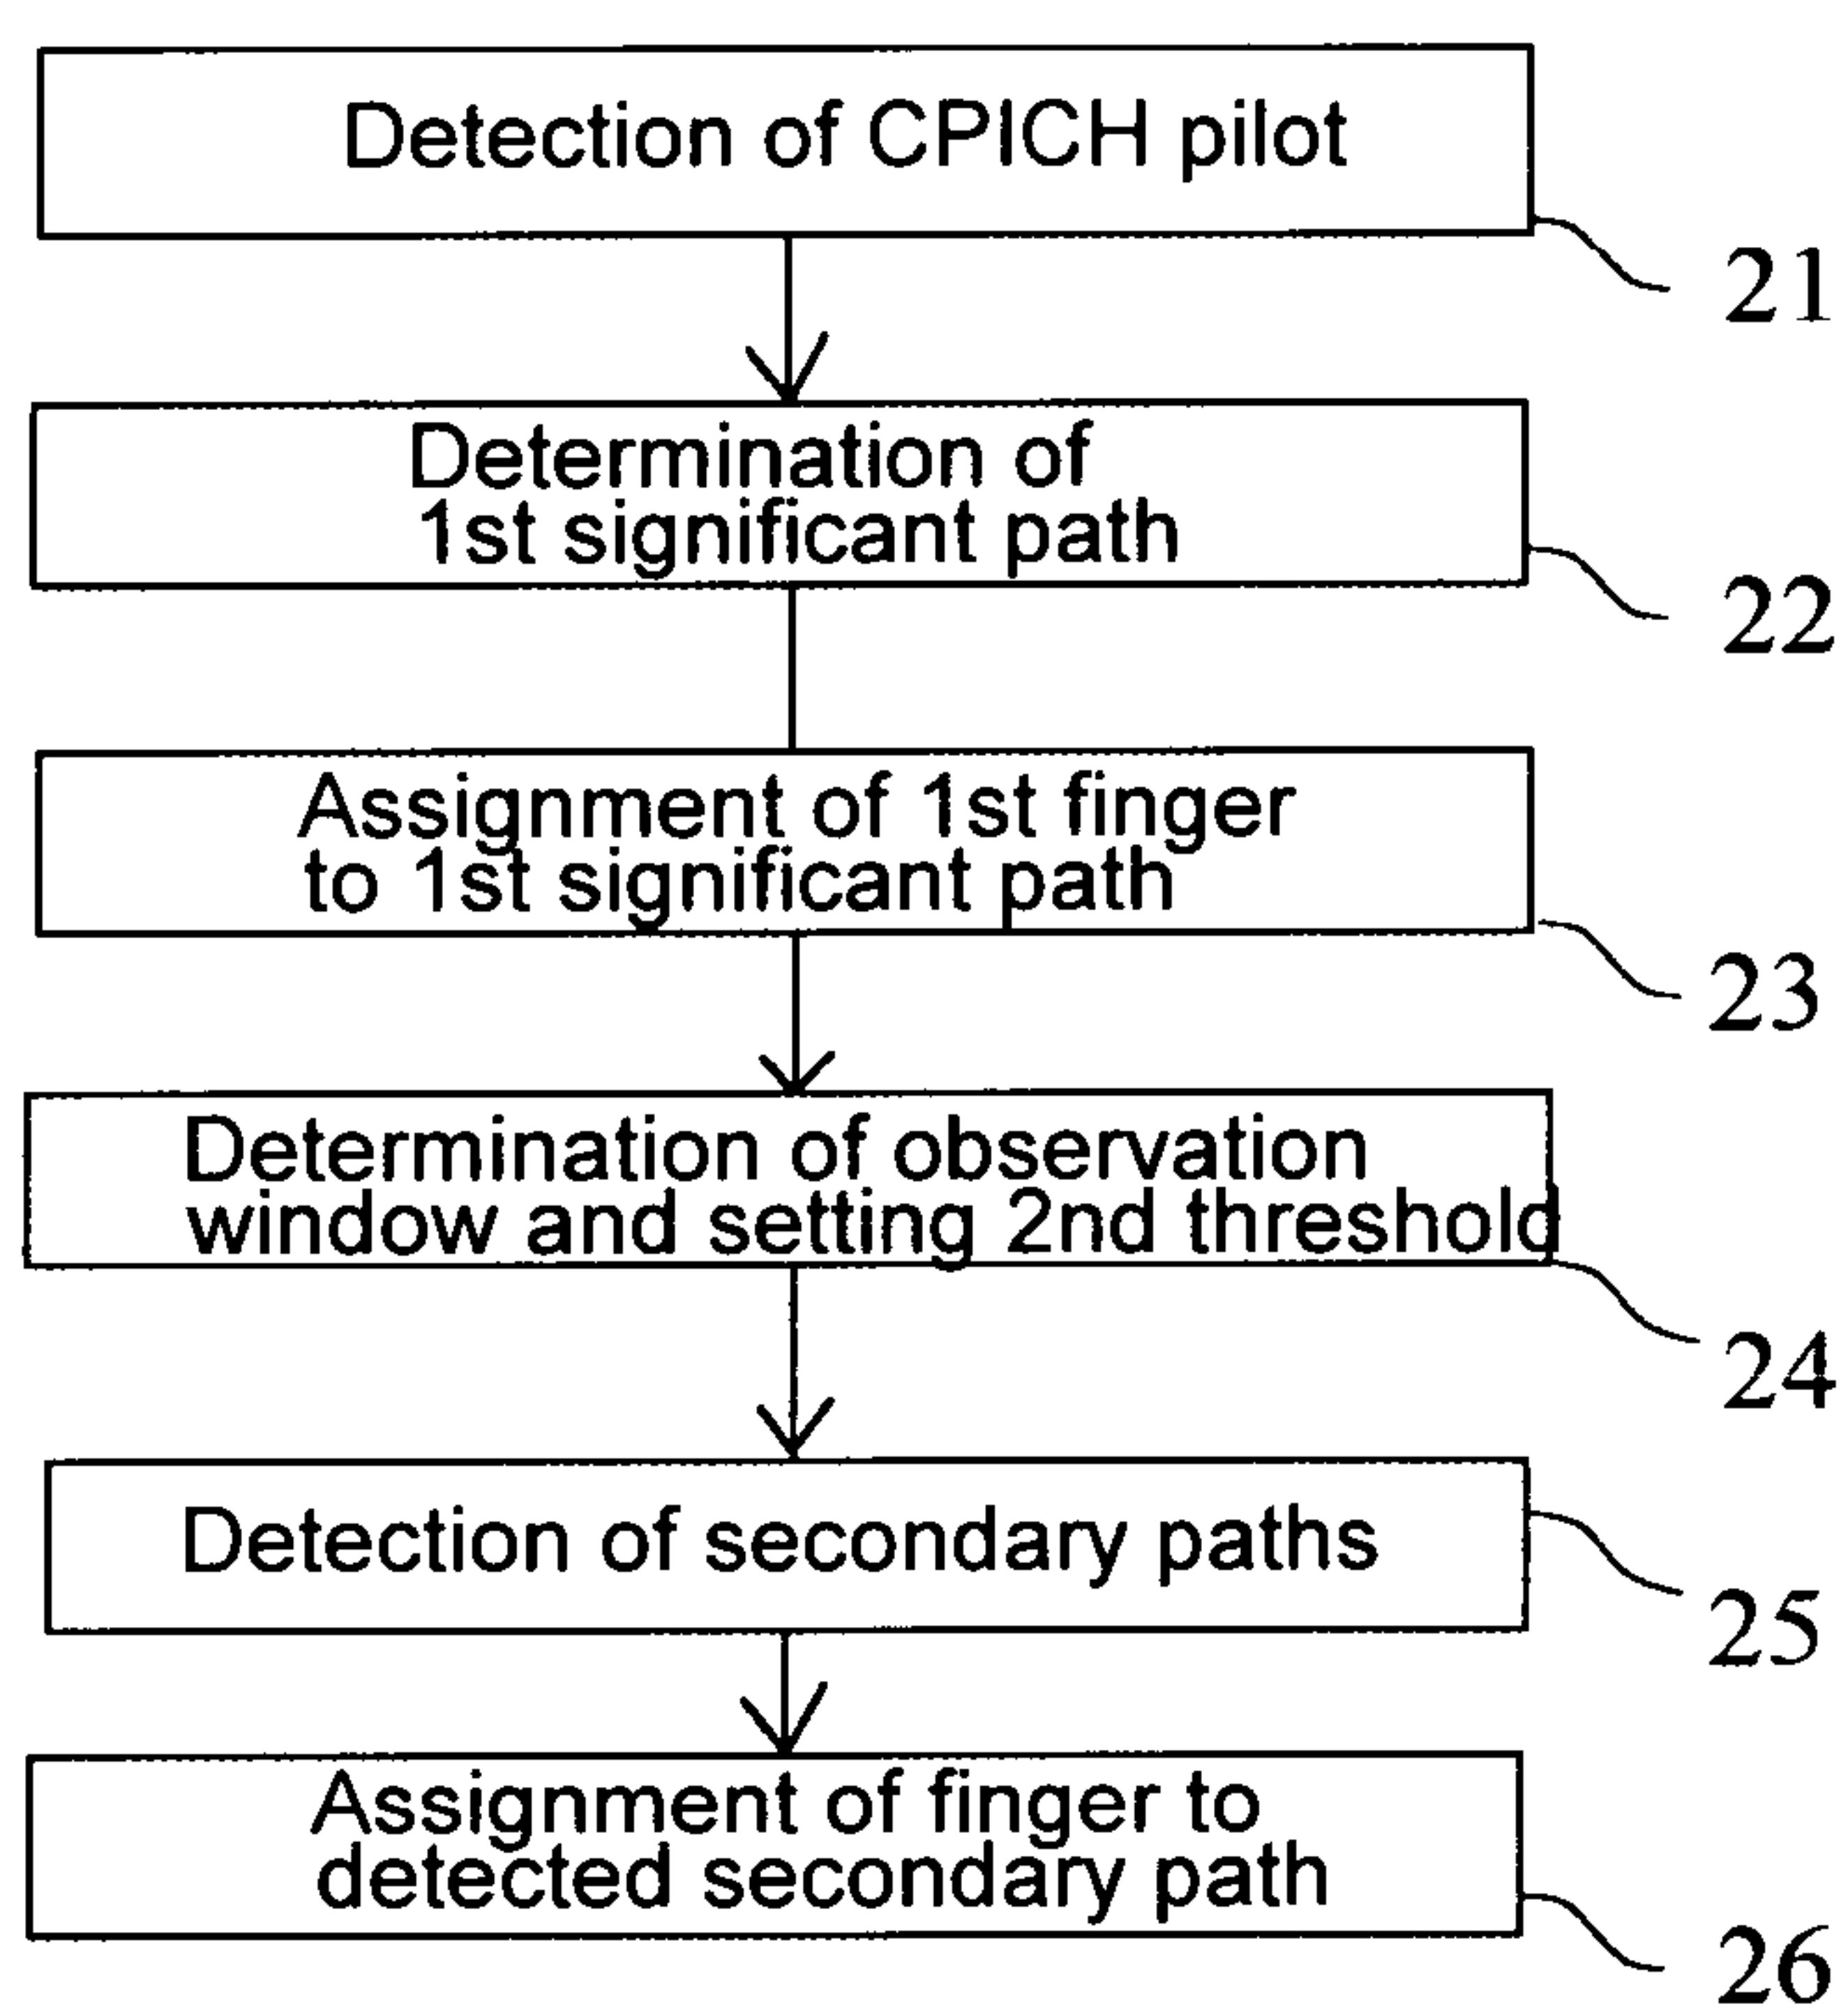 Detection of CPICH pilot
21
Determination of
1st significant path
22
Assignment of 1st finger
to 1st significant path
23
Determination of observation
window and setting 2nd threshold
24
Detection of secondary paths
25
Assignment of finger to
detected secondary path
26